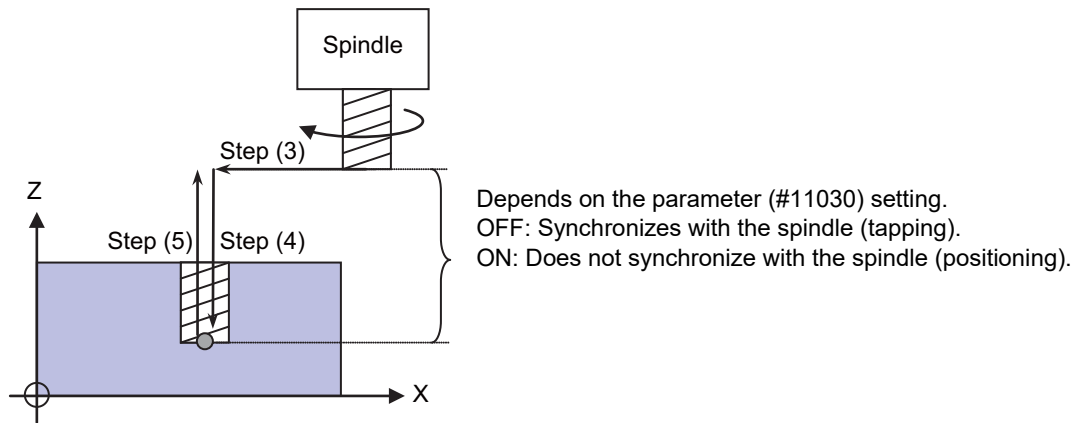 Spindle
Step (3)
Z
Depends on the parameter (#11030) setting.
OFF: Synchronizes with the spindle (tapping).
ON: Does not synchronize with the spindle (positioning).
Step (5)
Step (4)
X